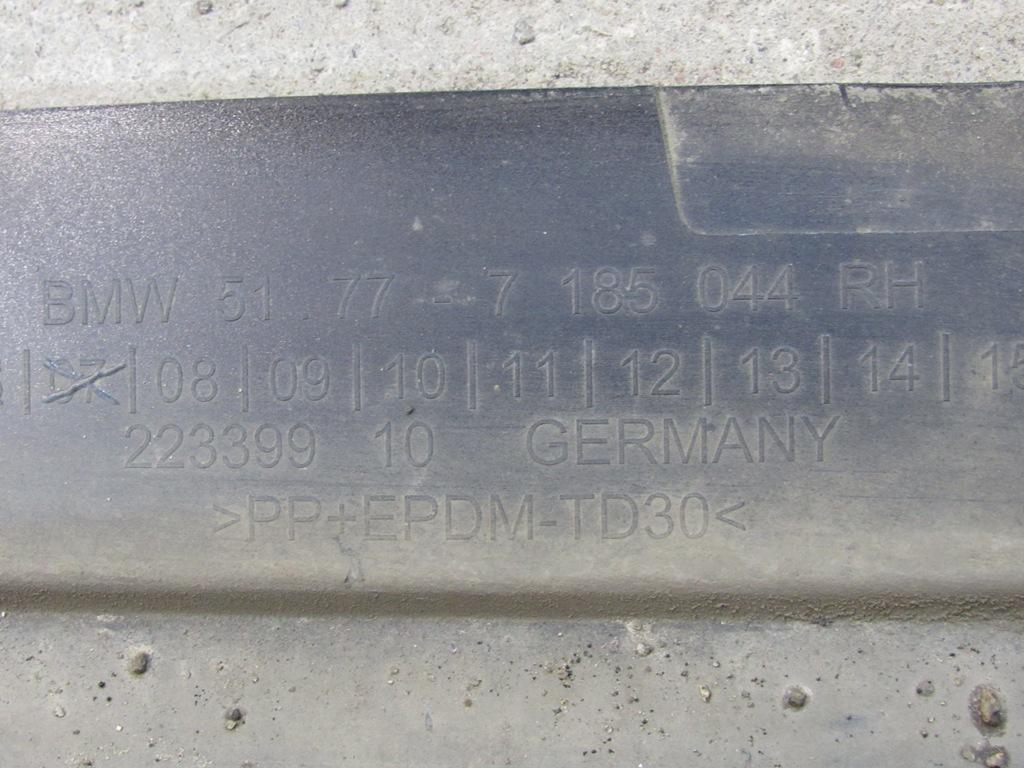 BMW 51.77 - 7 185 044 RH
| 07 | 08 | 09 | 10 | 11 | 12 | 13 | 14 | 15
223399 10 GERMANY
>PP+EPDM-TD30<